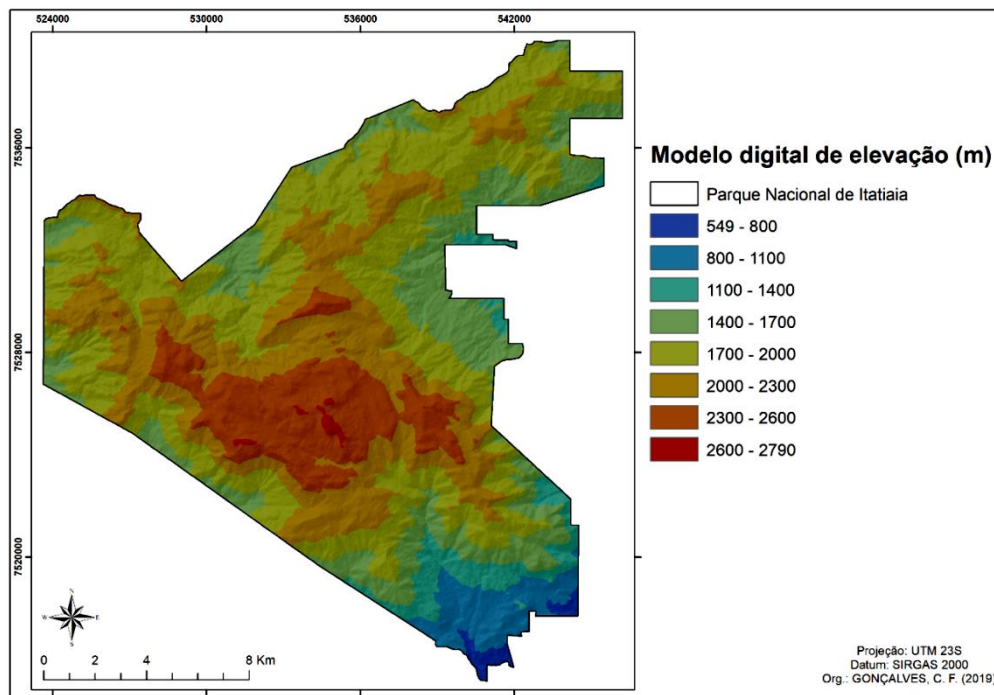 524000
530000
536000
542000
7536000
7528000
7520000
Modelo digital de elevação (m)
Parque Nacional de Itatiaia
549 - 800
800 - 1100
1100 - 1400
1400 - 1700
1700 - 2000
2000 - 2300
2300 - 2600
2600 - 2790
N
W
E
S
0 2 4 8 Km
Projeção: UTM 23S
Datum: SIRGAS 2000
Org.: GONÇALVES, C. F. (2019)